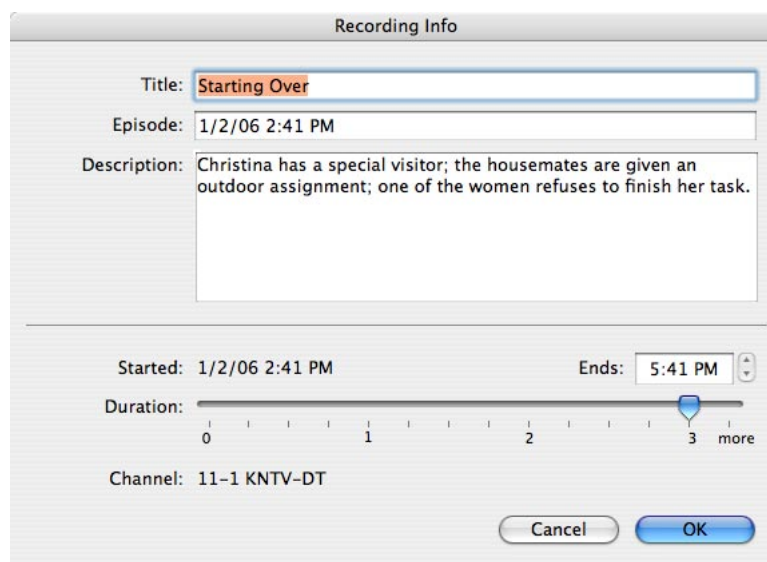 Recording Info
Title: Starting Over
Episode: 1/2/06 2:41 PM
Description: Christina has a special visitor; the housemates are given an
outdoor assignment; one of the women refuses to finish her task.
Started: 1/2/06 2:41 PM Ends: 5:41 PM
Duration:
0 1 2 3 more
Channel: 11-1 KNTV-DT
Cancel OK